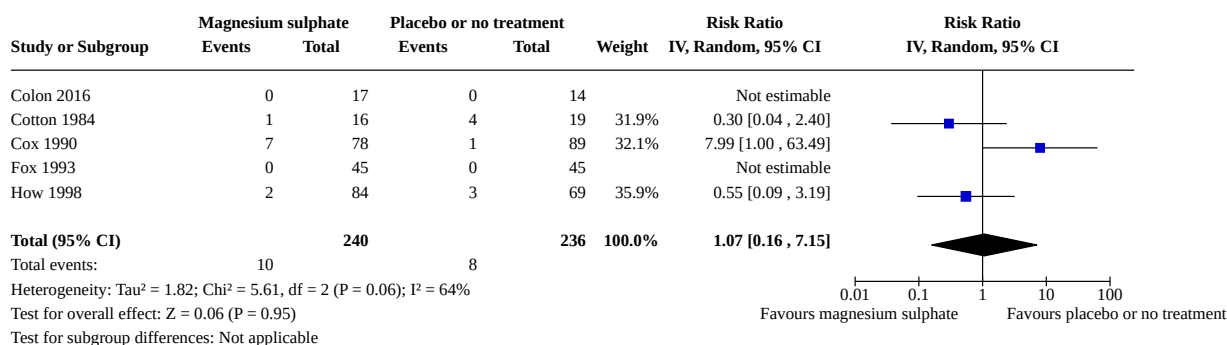 Magnesium sulphate Placebo or no treatment Risk Ratio Risk Ratio
Study or Subgroup Events Total Events Total Weight IV, Random, 95% CI IV, Random, 95% CI
Colon 2016 0 17 0 14 Not estimable
Cotton 1984 1 16 4 19 31.9% 0.30 [0.04 , 2.40]
Cox 1990 7 78 1 89 32.1% 7.99 [1.00 , 63.49]
Fox 1993 0 45 0 45 Not estimable
How 1998 2 84 3 69 35.9% 0.55 [0.09 , 3.19]
Total (95% CI) 240 236 100.0% 1.07 [0.16 , 7.15]
Total events: 10 8
Heterogeneity: Tau² = 1.82; Chi² = 5.61, df = 2 (P = 0.06); I² = 64%
Test for overall effect: Z = 0.06 (P = 0.95)
Test for subgroup differences: Not applicable
0.01 0.1 1 10 100
Favours magnesium sulphate Favours placebo or no treatment